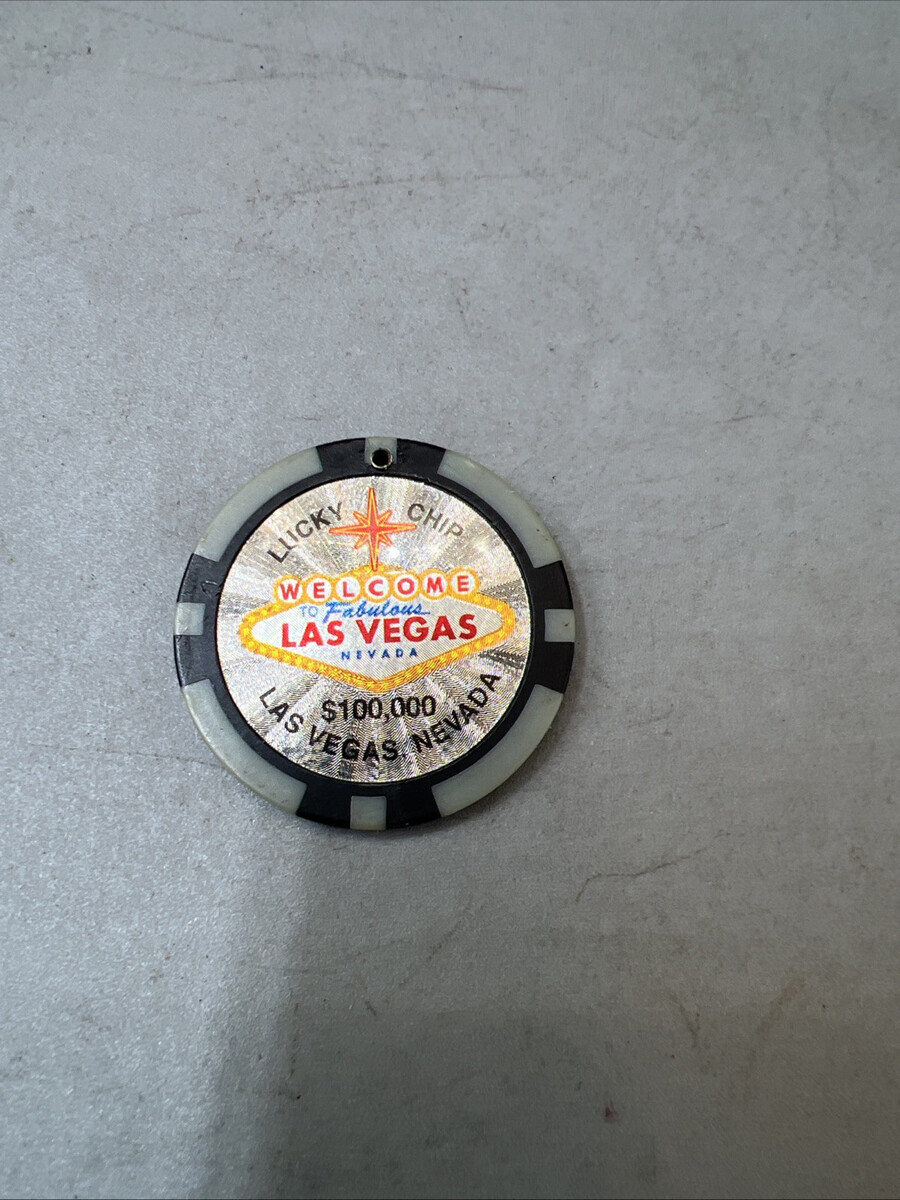 LUCKY CHIP
WELCOME
TO Fabulous
LAS VEGAS
NEVADA
$100,000
LAS VEGAS, NEVADA